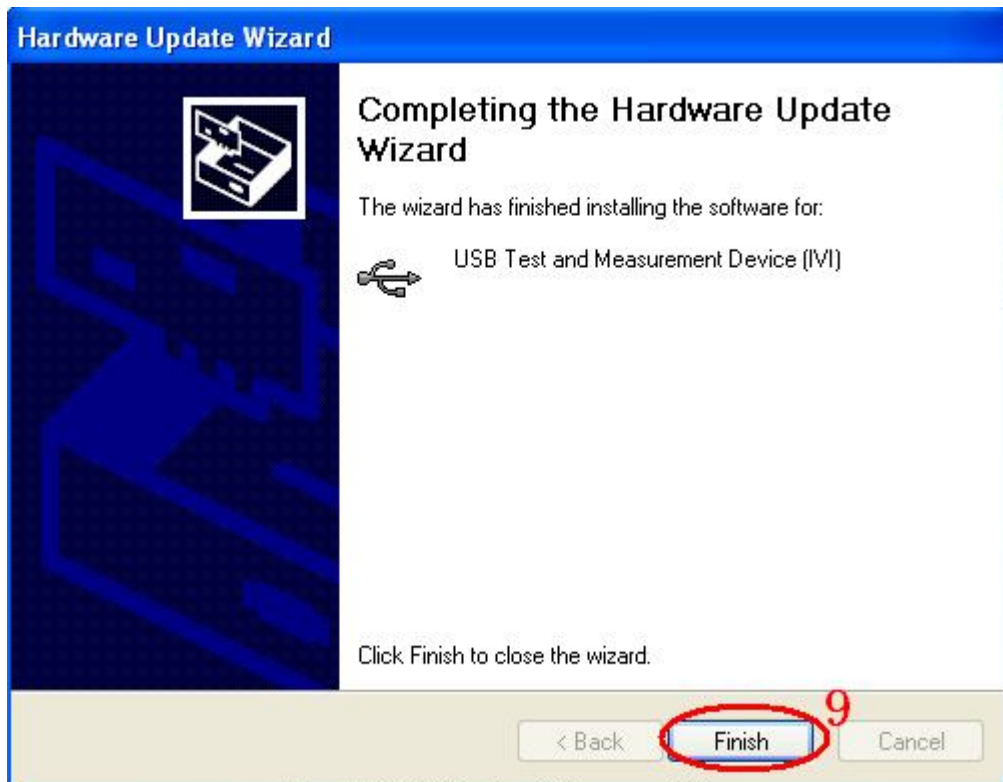 Hardware Update Wizard
Completing the Hardware Update
Wizard
The wizard has finished installing the software for:
USB Test and Measurement Device (IVI)
Click Finish to close the wizard.
9
< Back Finish Cancel